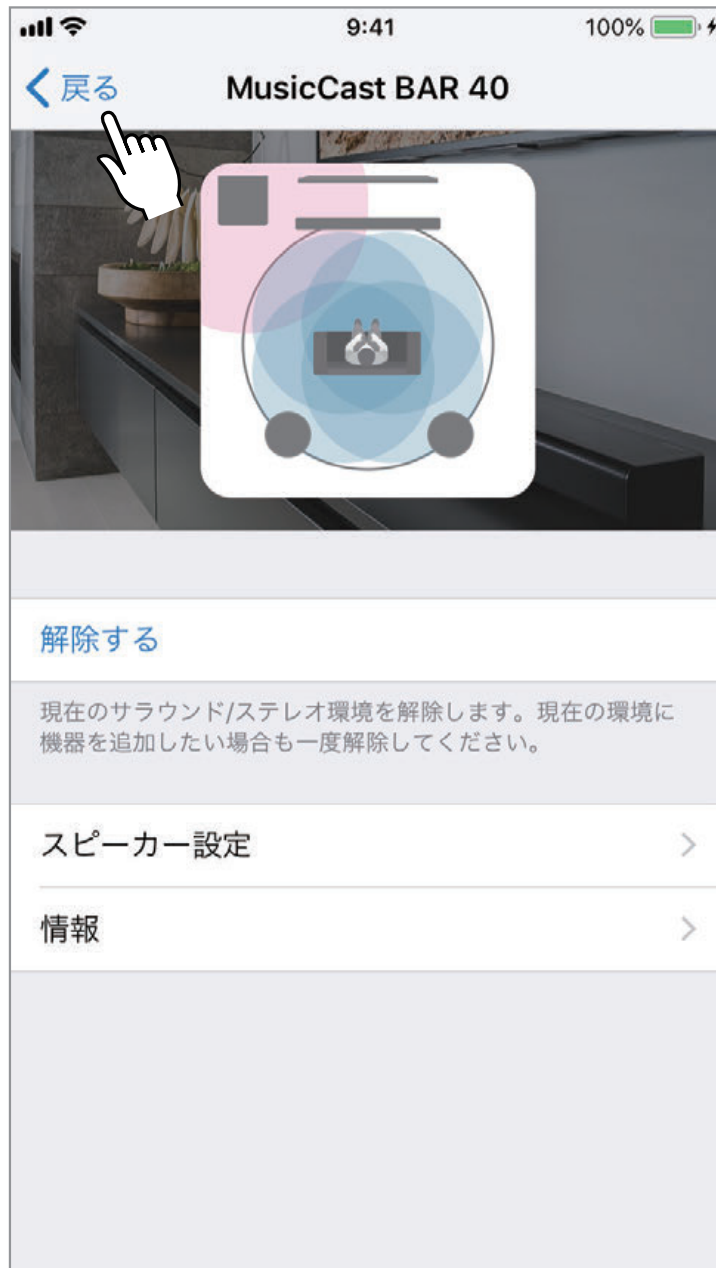 9:41
100%
戻る
MusicCast BAR 40
解除する
現在のサラウンド/ステレオ環境を解除します。現在の環境に
機器を追加したい場合も一度解除してください。
スピーカー設定
情報